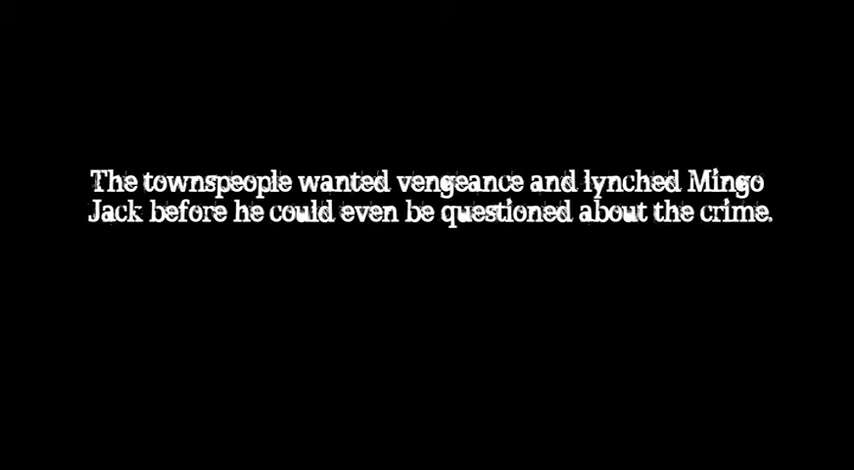 The townspeople wanted vengeance and lynched Mingo
Jack before he could even be questioned about the crime.